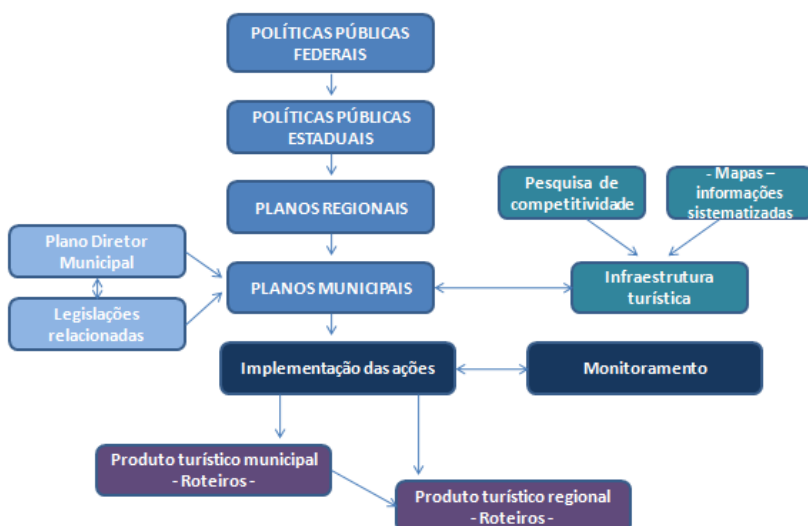 POLÍTICAS PÚBLICAS
FEDERAIS
POLÍTICAS PÚBLICAS
ESTADUAIS
PLANOS REGIONAIS
Pesquisa de
competitividade
- Mapas –
informações
sistematizadas
Plano Diretor
Municipal
Legislações
relacionadas
PLANOS MUNICIPAIS
Infraestrutura
turística
Implementação das ações
Monitoramento
Produto turístico municipal
- Roteiros -
Produto turístico regional
- Roteiros -